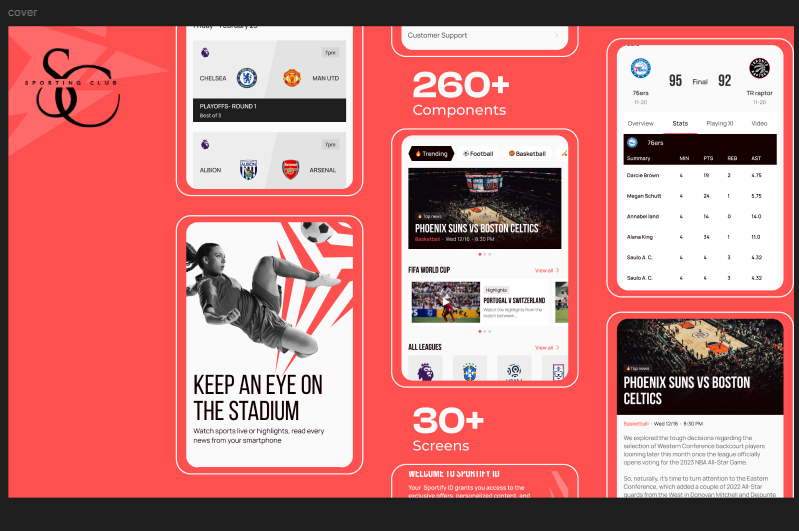 cover
SC
SPORTING CLUB
7pm
CHELSEA
MAN UTD
PLAYOFFS- ROUND 1
Best of 3
7pm
ALBION
ARSENAL
KEEP AN EYE ON
THE STADIUM
Watch sports live or highlights, read every
news from your smartphone
Customer Support
260+
Components
Trending
Football
Basketball
Top news
PHOENIX SUNS VS BOSTON CELTICS
Basketball • Wed 12/16 • 8:30 PM
FIFA WORLD CUP
View all
Highlights
PORTUGAL V SWITZERLAND
Watch the highlights from the
match between...
ALL LEAGUES
View all
30+
Screens
WELCOME TO SPORTIFY ID
Your Sportify ID grants you access to the
exclusive offers, personalized content, and
95 Final 92
76ers
TR raptor
11-20
11-20
Overview Stats Playing XI Video
76ers
Summary MIN PTS REB AST
Darcie Brown 4 19 2 4.75
Megan Schutt 4 24 1 5.75
Annabel land 4 14 0 14.0
Alana King 4 34 1 11.0
Saulo A. C. 4 4 3 4.32
Saulo A. C. 4 4 3 4.32
Top news
PHOENIX SUNS VS BOSTON
CELTICS
Basketball • Wed 12/16 • 8:30 PM
We explored the tough decisions regarding the
selection of Western Conference backcourt players
looming later this month once the league officially
opens voting for the 2023 NBA All-Star Game.
So, naturally, it's time to turn attention to the Eastern
Conference, which added a couple of 2022 All-Star
guards from the West in Donovan Mitchell and Dejounte